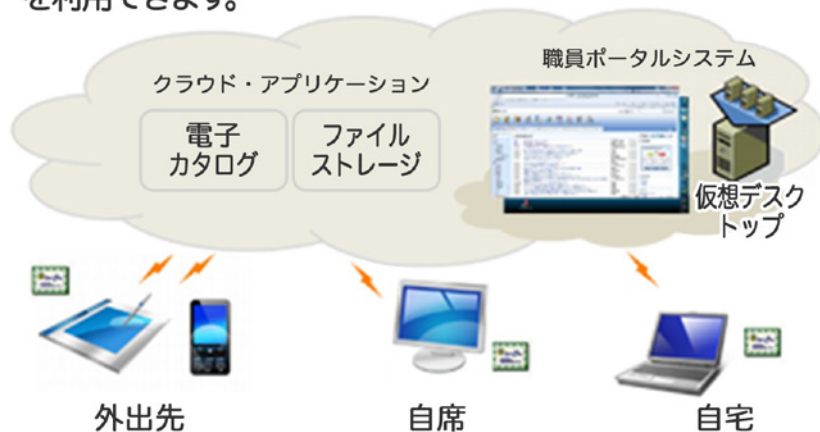 を利用できます。
職員ポータルシステム
クラウド・アプリケーション
電子
カタログ
ファイル
ストレージ
仮想デスク
トップ
外出先
自席
自宅